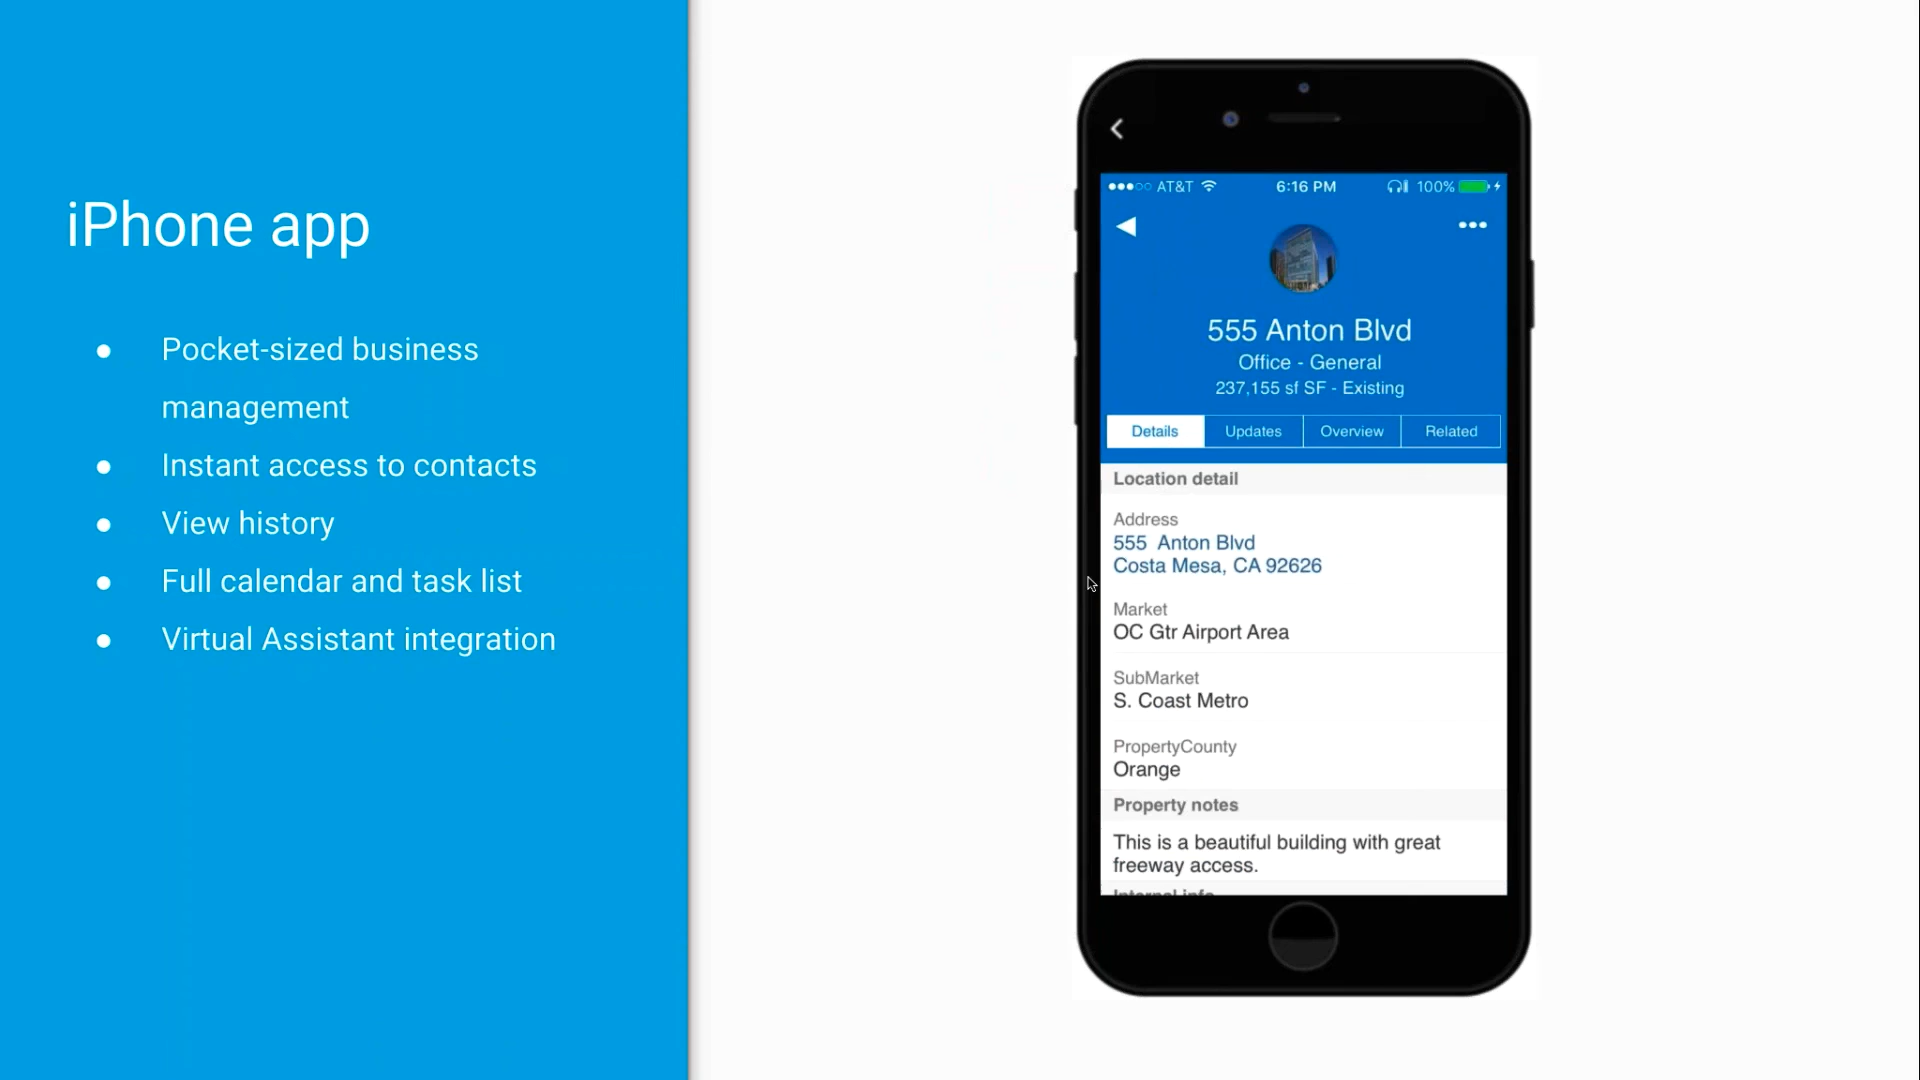 iPhone app
● Pocket-sized business
management
● Instant access to contacts
● View history
● Full calendar and task list
● Virtual Assistant integration
AT&T 6:16 PM 100%
555 Anton Blvd
Office - General
237,155 sf SF - Existing
Details Updates Overview Related
Location detail
Address
555 Anton Blvd
Costa Mesa, CA 92626
Market
OC Gtr Airport Area
SubMarket
S. Coast Metro
PropertyCounty
Orange
Property notes
This is a beautiful building with great
freeway access.
Internal info